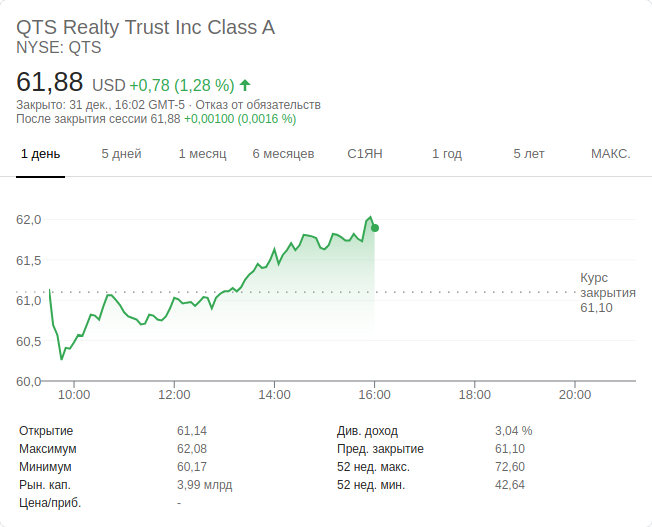 QTS Realty Trust Inc Class A
NYSE: QTS
61,88 USD +0,78 (1,28 %)
Закрыто: 31 дек., 16:02 GMT-5 · Отказ от обязательств
После закрытия сессии 61,88 +0,00100 (0,0016 %)
1 день 5 дней 1 месяц 6 месяцев С1ЯН 1 год 5 лет МАКС.
62,0
61,5
61,0
60,5
60,0
Курс
закрытия
61,10
10:00 12:00 14:00 16:00 18:00 20:00
Открытие 61,14 Див. доход 3,04 %
Максимум 62,08 Пред. закрытие 61,10
Минимум 60,17 52 нед. макс. 72,60
Рын. кап. 3,99 млрд 52 нед. мин. 42,64
Цена/приб. -